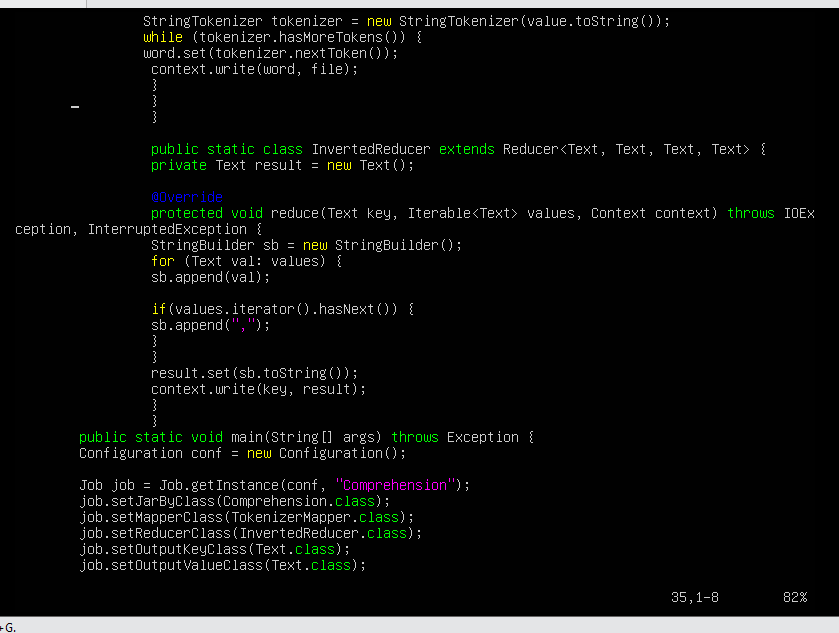 StringTokenizer tokenizer = new StringTokenizer(value.toString());
while (tokenizer.hasMoreTokens()) {
word.set(tokenizer.nextToken());
context.write(word, file);
}
}
}
public static class InvertedReducer extends Reducer<Text, Text, Text, Text> {
private Text result = new Text();
@Override
protected void reduce(Text key, Iterable<Text> values, Context context) throws IOEx
ception, InterruptedException {
StringBuilder sb = new StringBuilder();
for (Text val: values) {
sb.append(val);
if(values.iterator().hasNext()) {
sb.append(",");
}
}
result.set(sb.toString());
context.write(key, result);
}
}
public static void main(String[] args) throws Exception {
Configuration conf = new Configuration();
Job job = Job.getInstance(conf, "Comprehension");
job.setJarByClass(Comprehension.class);
job.setMapperClass(TokenizerMapper.class);
job.setReducerClass(InvertedReducer.class);
job.setOutputKeyClass(Text.class);
job.setOutputValueClass(Text.class);
35,1-8 82%
+G.